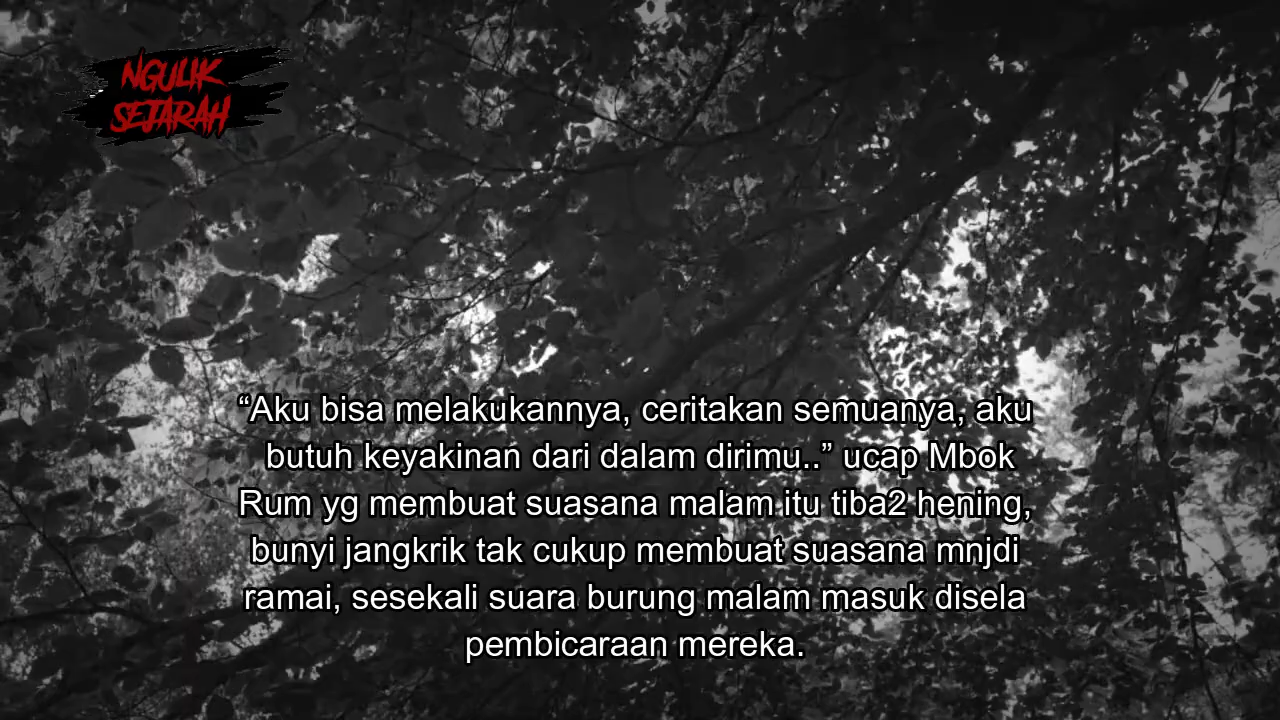 NGULIK
SEJARAH
“Aku bisa melakukannya, ceritakan semuanya, aku
butuh keyakinan dari dalam dirimu..” ucap Mbok
Rum yg membuat suasana malam itu tiba2 hening,
bunyi jangkrik tak cukup membuat suasana mnjdi
ramai, sesekali suara burung malam masuk disela
pembicaraan mereka.